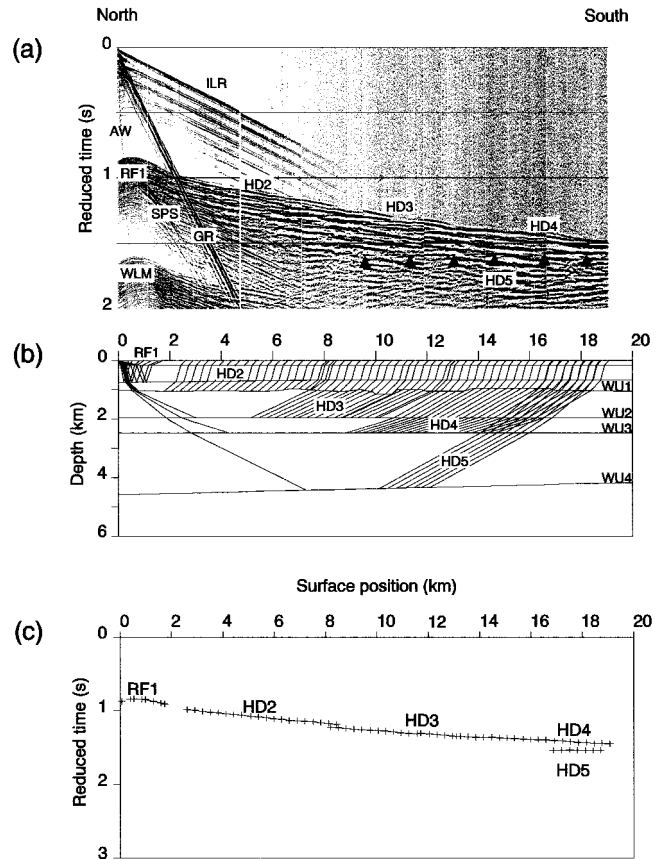 North South
(a)
0
ILR
AW
1
RF1
HD2
HD3
SPS
HD4
GR
WLM
HD5
2
Reduced time (s)
(b)
0 2 4 6 8 10 12 14 16 18 20
0
RF1
HD2
WU1
HD3
2
WU2
HD4
WU3
HD5
4
WU4
6
Depth (km)
Surface position (km)
(c)
0 2 4 6 8 10 12 14 16 18 20
0
RF1
1
HD2
HD3
HD4
HD5
2
3
Reduced time (s)